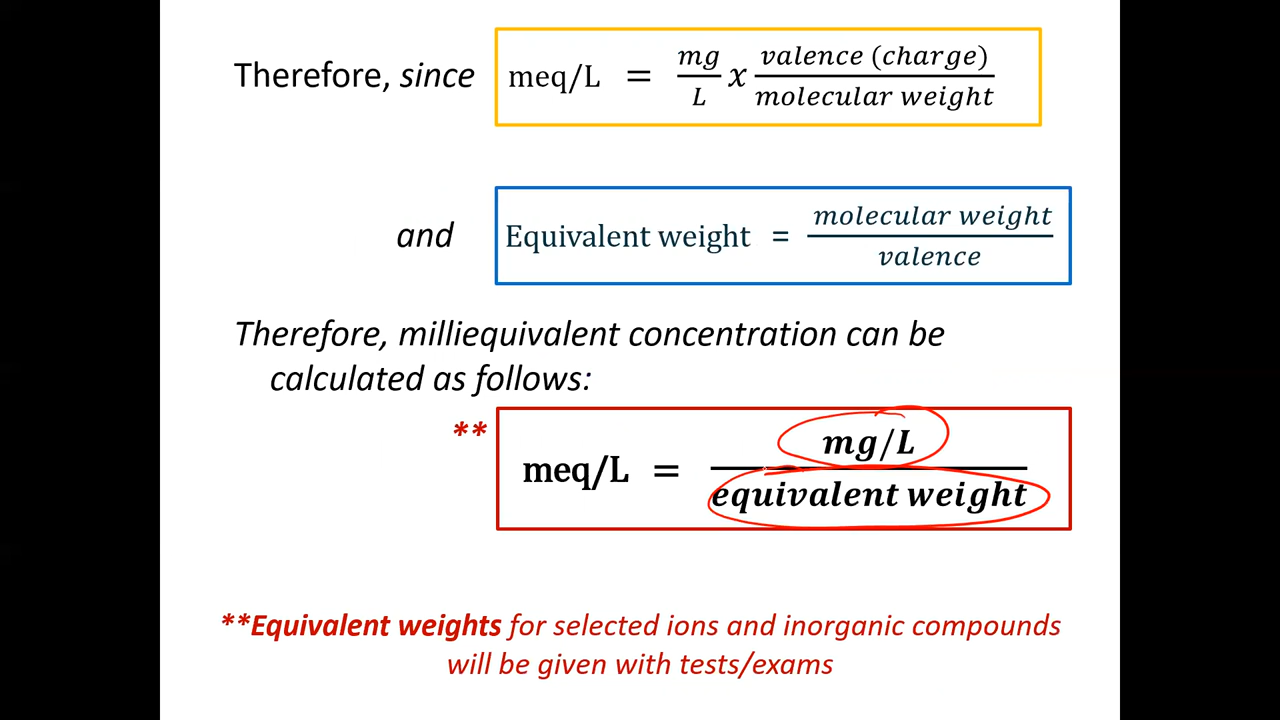 Therefore, since meq/L = mg/L x valence (charge)/molecular weight
and Equivalent weight = molecular weight/valence
Therefore, milliequivalent concentration can be
calculated as follows:
** meq/L = mg/L/equivalent weight
**Equivalent weights for selected ions and inorganic compounds
will be given with tests/exams